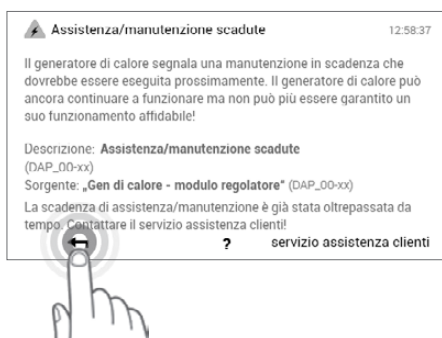 Assistenza/manutenzione scadute 12:58:37
Il generatore di calore segnala una manutenzione in scadenza che
dovrebbe essere eseguita prossimamente. Il generatore di calore può
ancora continuare a funzionare ma non può più essere garantito un
suo funzionamento affidabile!
Descrizione: Assistenza/manutenzione scadute
(DAP_00-xx)
Sorgente: „Gen di calore - modulo regolatore“ (DAP_00-xx)
La scadenza di assistenza/manutenzione è già stata oltrepassata da
tempo. Contattare il servizio assistenza clienti!
? servizio assistenza clienti